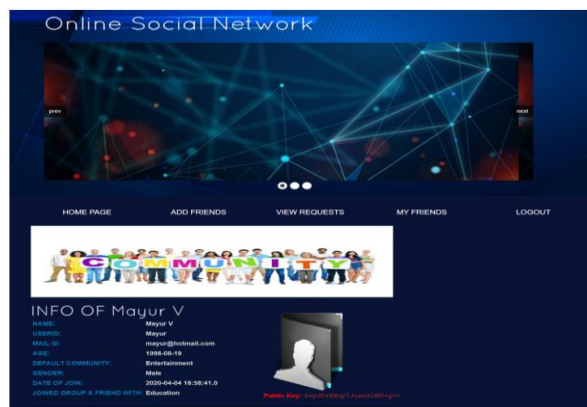 Online Social Network
prev next
HOME PAGE ADD FRIENDS VIEW REQUESTS MY FRIENDS LOGOUT
COMMUNITY
INFO OF Mayur V
NAME: Mayur V
USERID: Mayur
MAIL ID: mayur@hotmail.com
AGE: 1998-08-19
DEFAULT COMMUNITY: Entertainment
GENDER: Male
DATE OF JOIN: 2020-04-04 18:58:41.0
JOINED GROUP & FRIEND WITH: Education
Public Key: